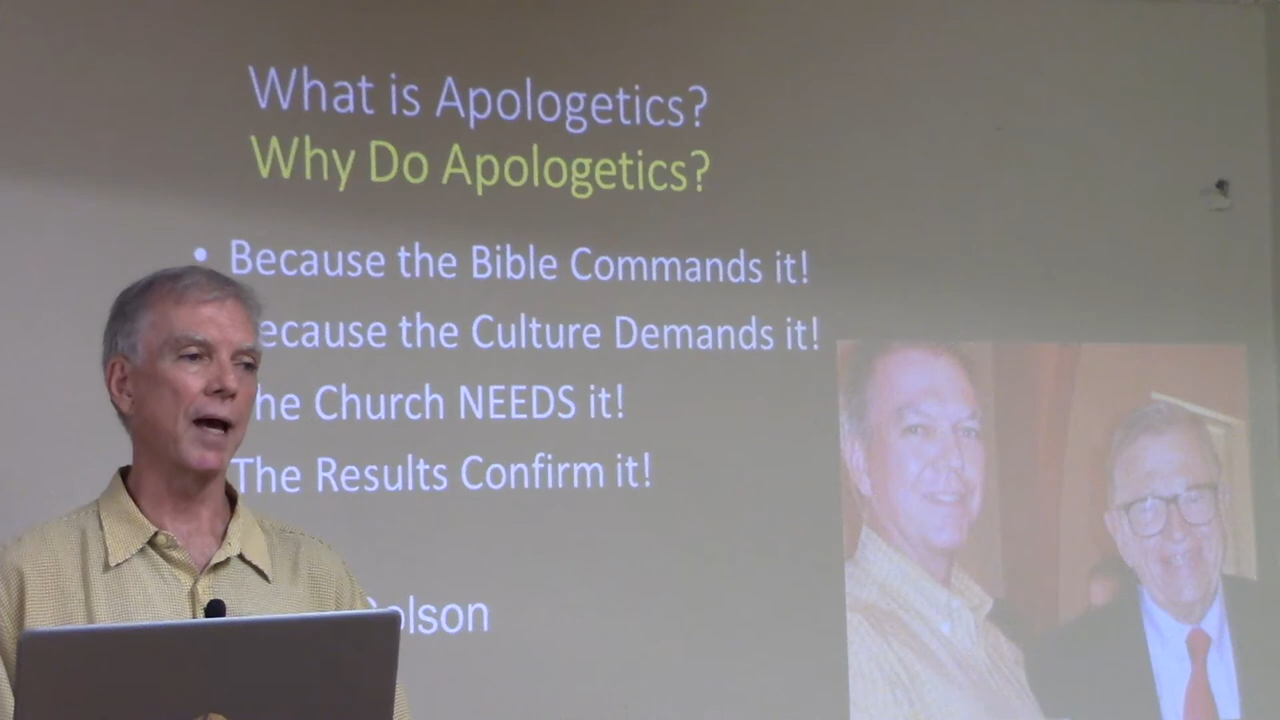 What is Apologetics?
Why Do Apologetics?
• Because the Bible Commands it!
ecause the Culture Demands it!
he Church NEEDS it!
The Results Confirm it!
olson